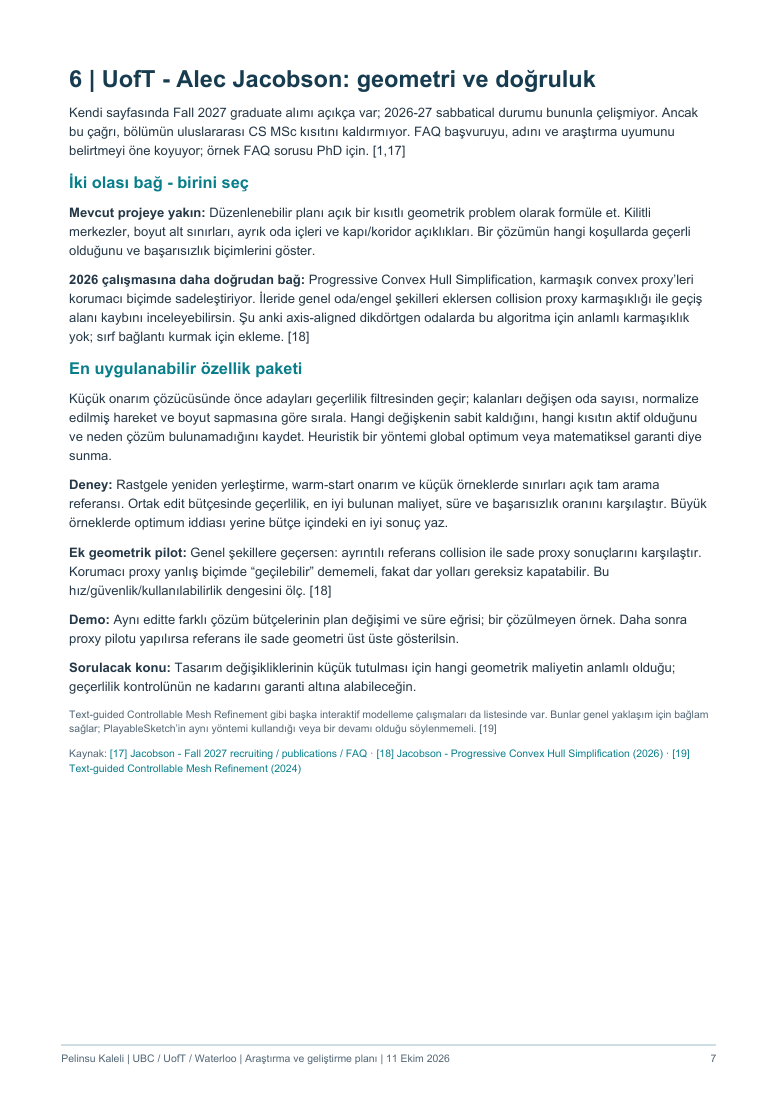 6 | UofT - Alec Jacobson: geometri ve doğruluk
Kendi sayfasında Fall 2027 graduate alımı açıkça var; 2026-27 sabbatical durumu bununla çelişmiyor. Ancak
bu çağrı, bölümün uluslararası CS MSc kısıtını kaldırmıyor. FAQ başvuruyu, adını ve araştırma uyumunu
belirtmeyi öne koyuyor; örnek FAQ sorusu PhD için. [1,17]
İki olası bağ - birini seç
Mevcut projeye yakın: Düzenlenebilir planı açık bir kısıtlı geometrik problem olarak formüle et. Kilitli
merkezler, boyut alt sınırları, ayrık oda içleri ve kapı/koridor açıklıkları. Bir çözümün hangi koşullarda geçerli
olduğunu ve başarısızlık biçimlerini göster.
2026 çalışmasına daha doğrudan bağ: Progressive Convex Hull Simplification, karmaşık convex proxy’leri
korumacı biçimde sadeleştiriyor. İleride genel oda/engel şekilleri eklersen collision proxy karmaşıklığı ile geçiş
alanı kaybını inceleyebilirsin. Şu anki axis-aligned dikdörtgen odalarda bu algoritma için anlamlı karmaşıklık
yok; sırf bağlantı kurmak için ekleme. [18]
En uygulanabilir özellik paketi
Küçük onarım çözücüsünde önce adayları geçerlilik filtresinden geçir; kalanları değişen oda sayısı, normalize
edilmiş hareket ve boyut sapmasına göre sırala. Hangi değişkenin sabit kaldığını, hangi kısıtın aktif olduğunu
ve neden çözüm bulunamadığını kaydet. Heuristik bir yöntemi global optimum veya matematiksel garanti diye
sunma.
Deney: Rastgele yeniden yerleştirme, warm-start onarım ve küçük örneklerde sınırları açık tam arama
referansı. Ortak edit bütçesinde geçerlilik, en iyi bulunan maliyet, süre ve başarısızlık oranını karşılaştır. Büyük
örneklerde optimum iddiası yerine bütçe içindeki en iyi sonuç yaz.
Ek geometrik pilot: Genel şekillere geçersen: ayrıntılı referans collision ile sade proxy sonuçlarını karşılaştır.
Korumacı proxy yanlış biçimde “geçilebilir” dememeli, fakat dar yolları gereksiz kapatabilir. Bu
hız/güvenlik/kullanılabilirlik dengesini ölç. [18]
Demo: Aynı editte farklı çözüm bütçelerinin plan değişimi ve süre eğrisi; bir çözülmeyen örnek. Daha sonra
proxy pilotu yapılırsa referans ile sade geometri üst üste gösterilsin.
Sorulacak konu: Tasarım değişikliklerinin küçük tutulması için hangi geometrik maliyetin anlamlı olduğu;
geçerlilik kontrolünün ne kadarını garanti altına alabileceğin.
Text-guided Controllable Mesh Refinement gibi başka interaktif modelleme çalışmaları da listesinde var. Bunlar genel yaklaşım için bağlam
sağlar; PlayableSketch’in aynı yöntemi kullandığı veya bir devamı olduğu söylenmemeli. [19]
Kaynak: [17] Jacobson - Fall 2027 recruiting / publications / FAQ · [18] Jacobson - Progressive Convex Hull Simplification (2026) · [19]
Text-guided Controllable Mesh Refinement (2024)
Pelinsu Kaleli | UBC / UofT / Waterloo | Araştırma ve geliştirme planı | 11 Ekim 2026
7